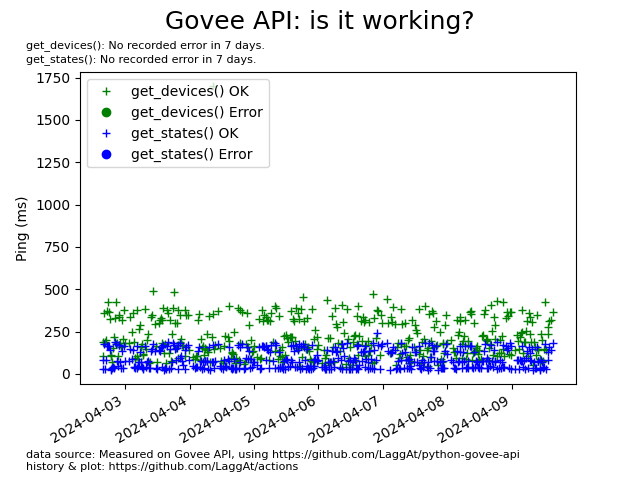 Govee API: is it working?
get_devices(): No recorded error in 7 days.
get_states(): No recorded error in 7 days.
get_devices() OK
get_devices() Error
get_states() OK
get_states() Error
Ping (ms)
1750
1500
1250
1000
750
500
250
0
2024-04-03
2024-04-04
2024-04-05
2024-04-06
2024-04-07
2024-04-08
2024-04-09
data source: Measured on Govee API, using https://github.com/LaggAt/python-govee-api
history & plot: https://github.com/LaggAt/actions